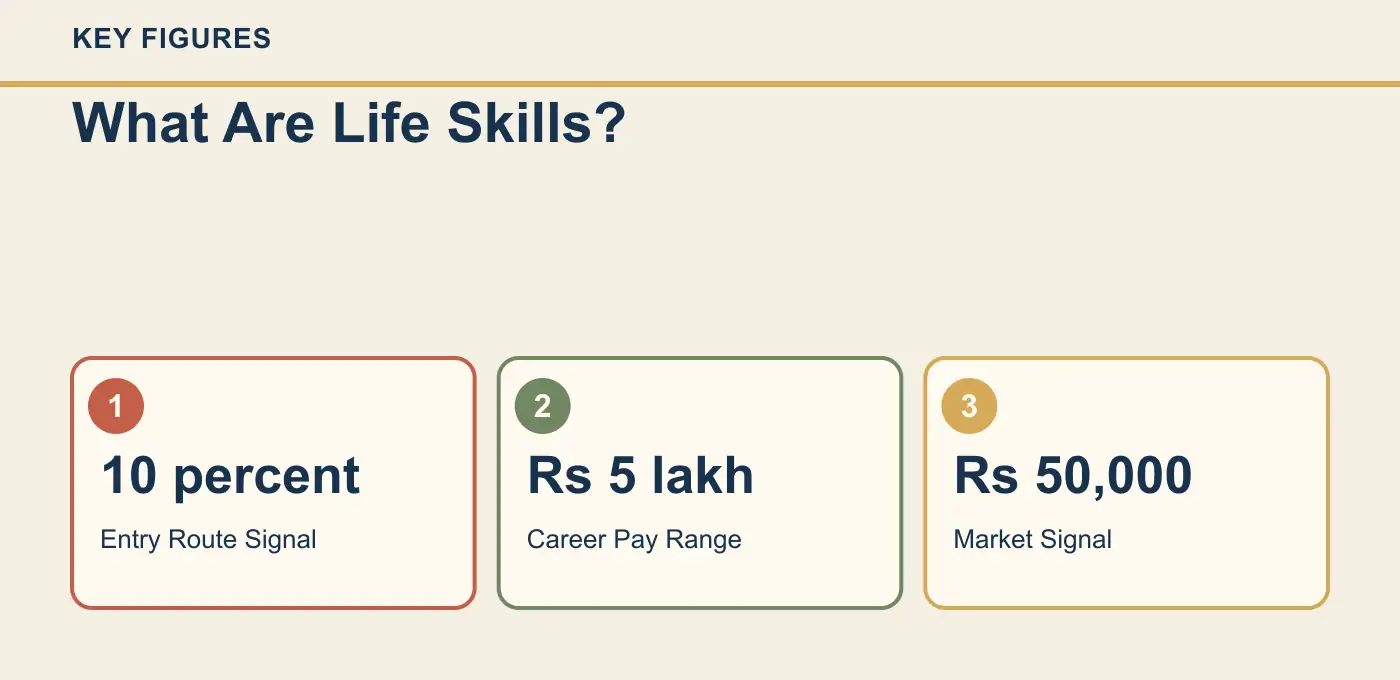 KEY FIGURES
What Are Life Skills?
1
10 percent
Entry Route Signal
2
Rs 5 lakh
Career Pay Range
3
Rs 50,000
Market Signal